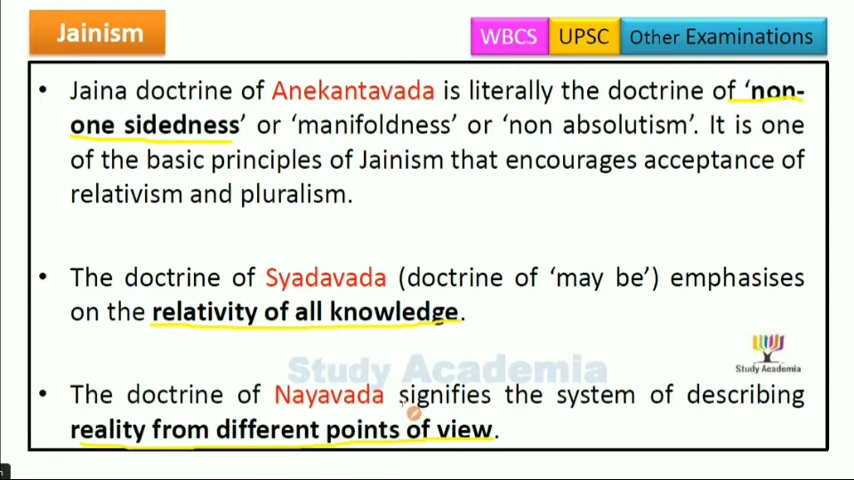 Jainism
WBCS UPSC Other Examinations
• Jaina doctrine of Anekantavada is literally the doctrine of ‘non-
one sidedness’ or ‘manifoldness’ or ‘non absolutism’. It is one
of the basic principles of Jainism that encourages acceptance of
relativism and pluralism.
• The doctrine of Syadavada (doctrine of ‘may be’) emphasises
on the relativity of all knowledge.
Study Academia
Study Academia
• The doctrine of Nayavada signifies the system of describing
reality from different points of view.